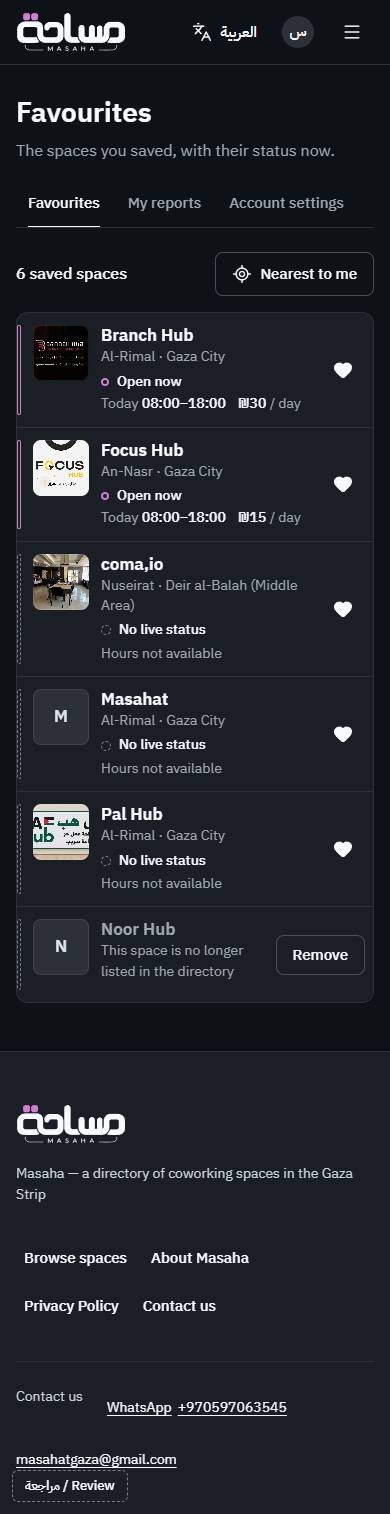 مساحة
MASAHA
العربية
س
Favourites
The spaces you saved, with their status now.
Favourites
My reports
Account settings
6 saved spaces
Nearest to me
Branch Hub
Al-Rimal · Gaza City
Open now
Today 08:00–18:00 ₪30 / day
FOCUS
HUB
Focus Hub
An-Nasr · Gaza City
Open now
Today 08:00–18:00 ₪15 / day
coma,io
Nuseirat · Deir al-Balah (Middle
Area)
No live status
Hours not available
M
Masahat
Al-Rimal · Gaza City
No live status
Hours not available
هب
ub
Pal Hub
Al-Rimal · Gaza City
No live status
Hours not available
N
Noor Hub
This space is no longer
listed in the directory
Remove
مساحة
MASAHA
Masaha — a directory of coworking spaces in the Gaza
Strip
Browse spaces
About Masaha
Privacy Policy
Contact us
Contact us
WhatsApp +970597063545
masahatgaza@gmail.com
مراجعة / Review